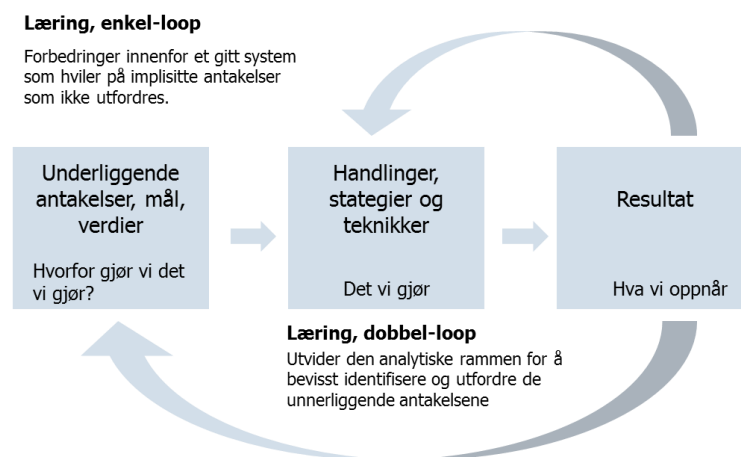 Læring, enkel-loop
Forbedringer innenfor et gitt system
som hviler på implisitte antakelser
som ikke utfordres.
Underliggende
antakelser, mål,
verdier
Hvorfor gjør vi det
vi gjør?
Handlinger,
stategier og
teknikker
Det vi gjør
Resultat
Hva vi oppnår
Læring, dobbel-loop
Utvider den analytiske rammen for å
bevisst identifisere og utfordre de
unnerliggende antakelsene